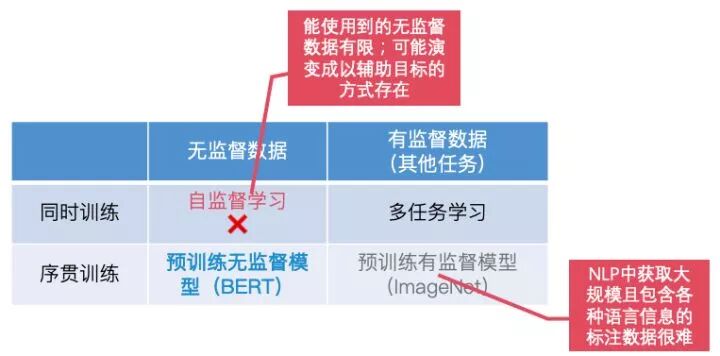 能使用到的无监督
数据有限；可能演
变成以辅助目标的
方式存在
无监督数据
有监督数据
（其他任务）
同时训练
自监督学习
多任务学习
序贯训练
预训练无监督模
型（BERT）
预训练有监督模型
（ImageNet）
NLP中获取大
规模且包含各
种语言信息的
标注数据很难